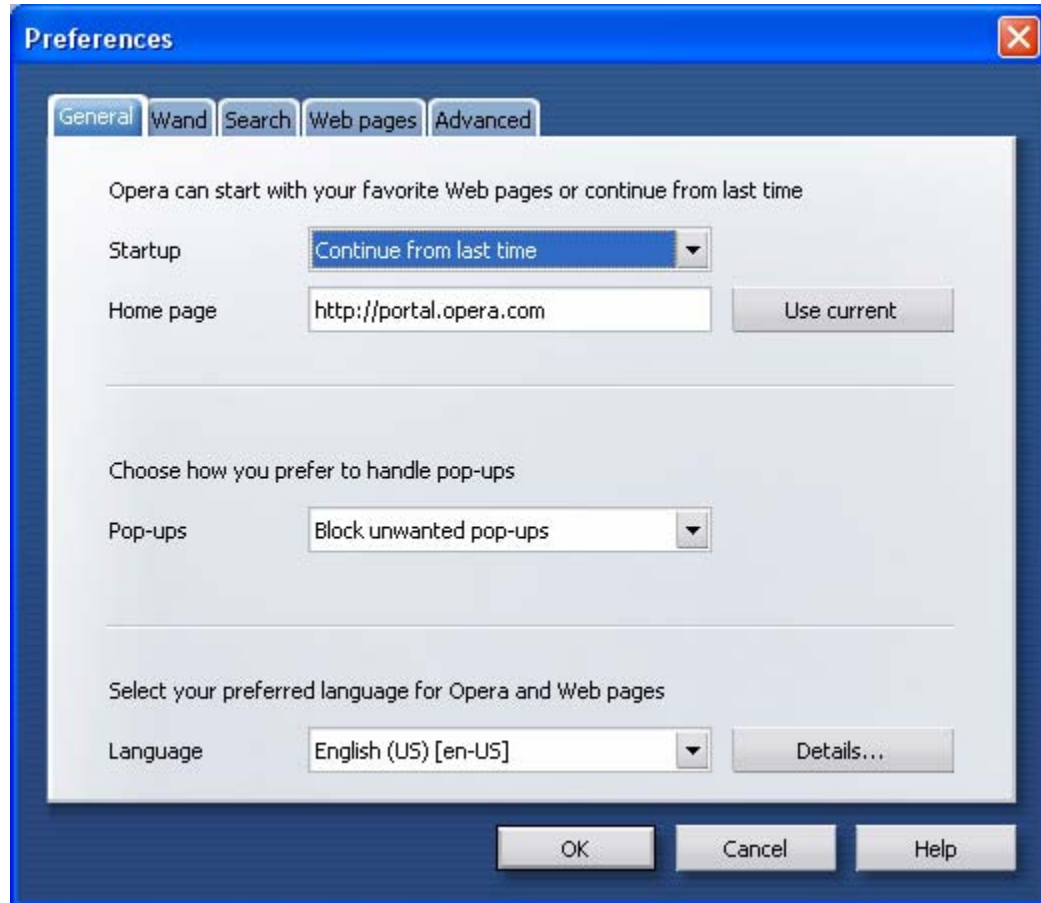 Preferences
General Wand Search Web pages Advanced
Opera can start with your favorite Web pages or continue from last time
Startup Continue from last time
Home page http://portal.opera.com Use current
Choose how you prefer to handle pop-ups
Pop-ups Block unwanted pop-ups
Select your preferred language for Opera and Web pages
Language English (US) [en-US] Details...
OK Cancel Help